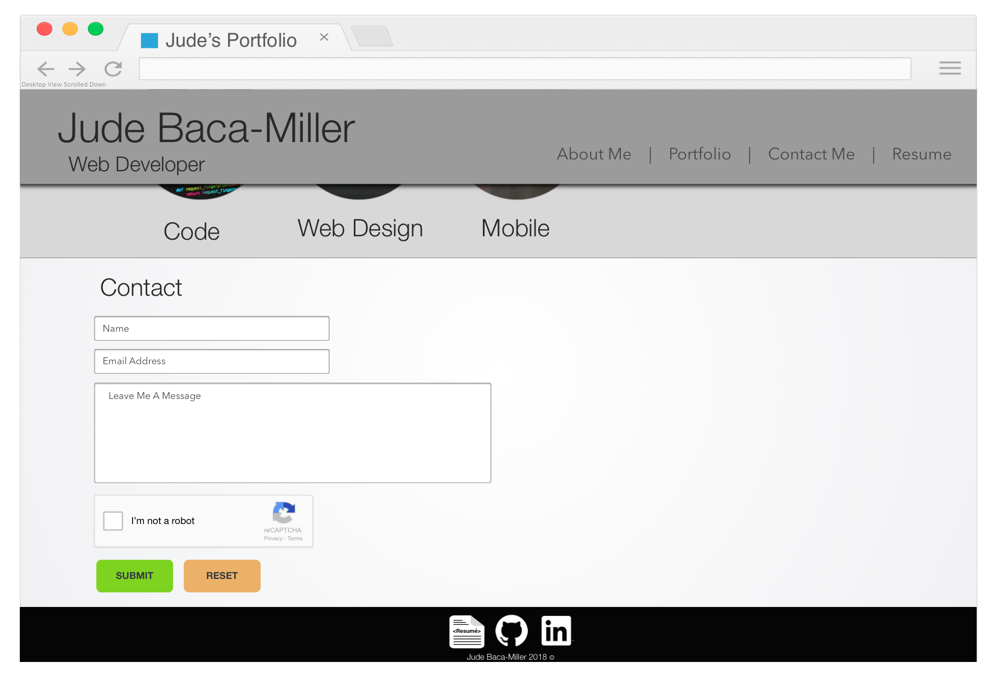 Jude's Portfolio
Desktop View Scrolled Down
Jude Baca-Miller
Web Developer
About Me | Portfolio | Contact Me | Resume
Code
Web Design
Mobile
Contact
Name
Email Address
Leave Me A Message
I'm not a robot
reCAPTCHA
Privacy - Terms
SUBMIT
RESET
<Resumé>
in
Jude Baca-Miller 2018 ©